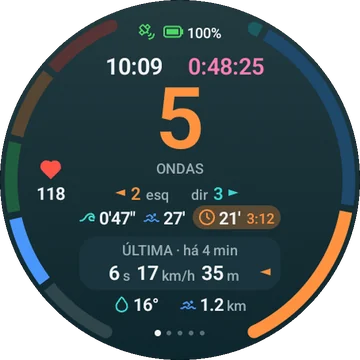 100%
10:09 0:48:25
5
ONDAS
118
2 esq dir 3
0'47" 27' 21' 3:12
ÚLTIMA · há 4 min
6 s 17 km/h 35 m
16° 1.2 km